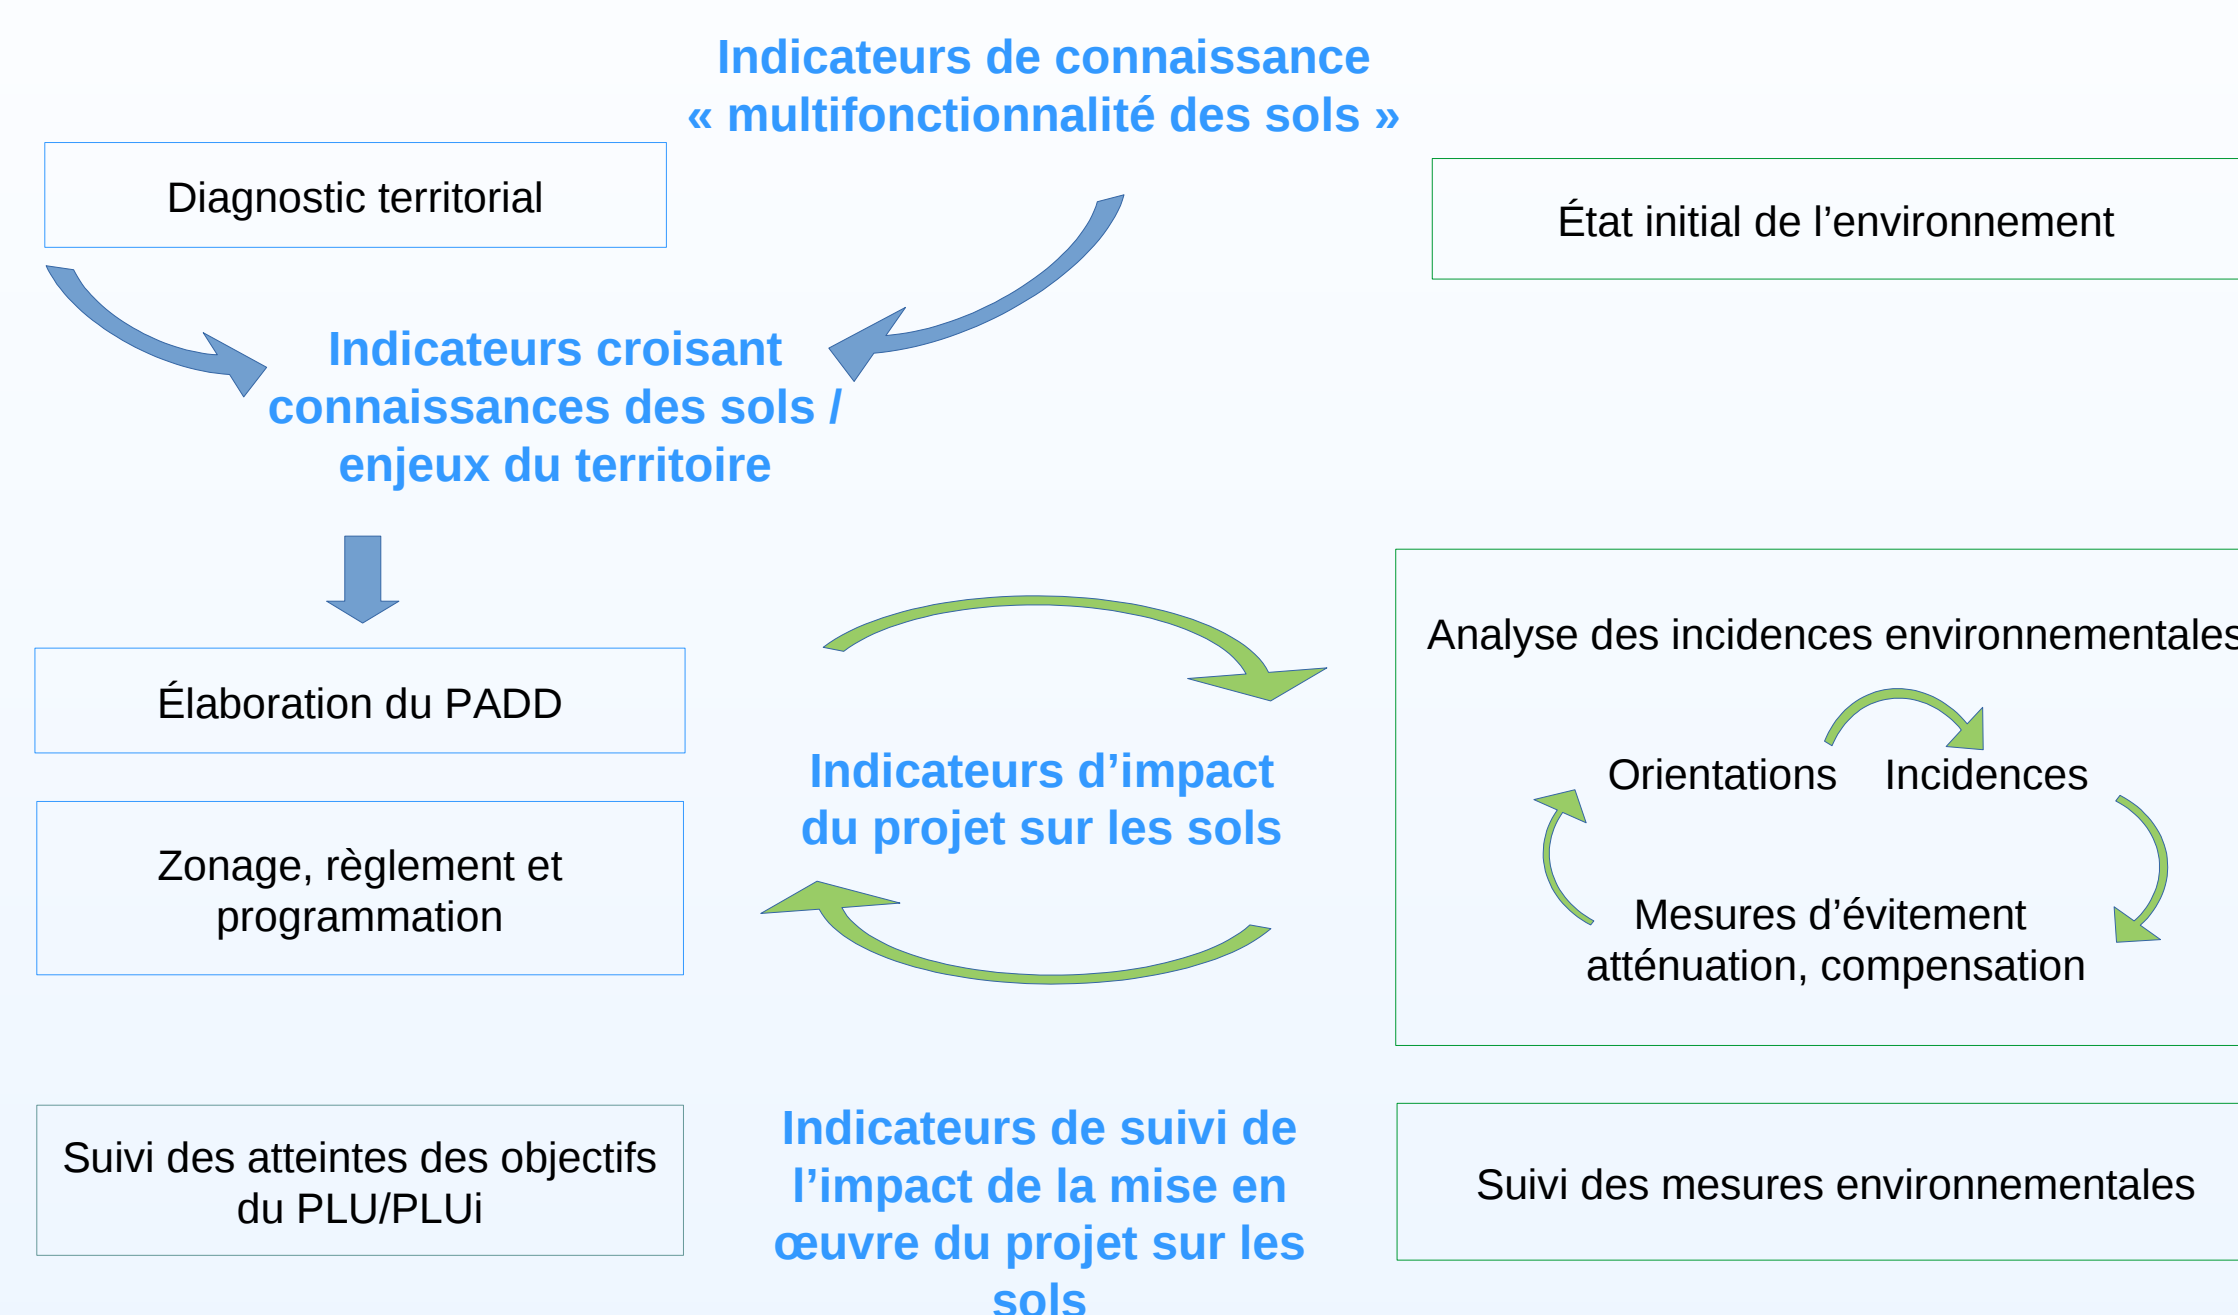 Indicateurs de connaissance
« multifonctionnalité des sols »
Diagnostic territorial
État initial de l’environnement
Indicateurs croisant
connaissances des sols /
enjeux du territoire
Élaboration du PADD
Zonage, règlement et
programmation
Indicateurs d’impact
du projet sur les sols
Analyse des incidences environnementales
Orientations Incidences
Mesures d’évitement
atténuation, compensation
Suivi des atteintes des objectifs
du PLU/PLUi
Indicateurs de suivi de
l’impact de la mise en
œuvre du projet sur les
sols
Suivi des mesures environnementales